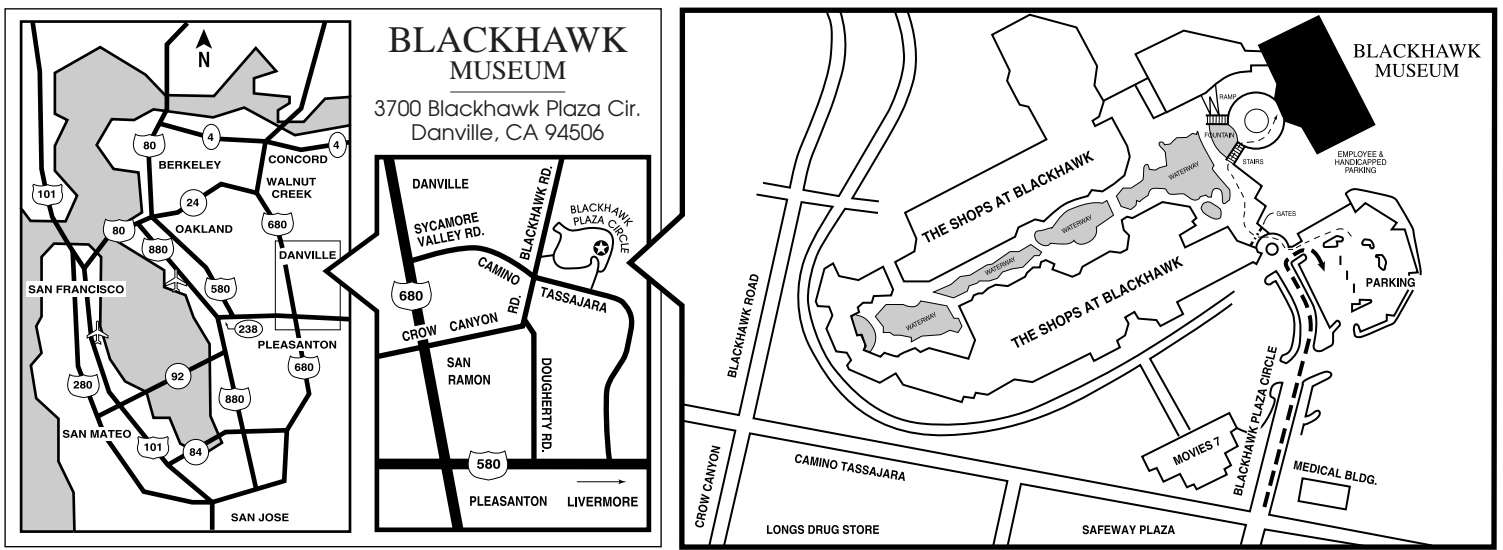 N
80
4
4
BERKELEY
CONCORD
WALNUT
CREEK
101
24
80
OAKLAND
680
880
DANVILLE
SAN FRANCISCO
580
238
PLEASANTON
680
280
92
880
SAN MATEO
101
84
SAN JOSE
BLACKHAWK
MUSEUM
3700 Blackhawk Plaza Cir.
Danville, CA 94506
DANVILLE
BLACKHAWK RD.
BLACKHAWK
PLAZA CIRCLE
SYCAMORE
VALLEY RD.
CAMINO
TASSAJARA
680
CROW CANYON RD.
SAN
RAMON
DOUGHERTY RD.
580
PLEASANTON
LIVERMORE
BLACKHAWK
MUSEUM
RAMP
FOUNTAIN
STAIRS
EMPLOYEE &
HANDICAPPED
PARKING
THE SHOPS AT BLACKHAWK
WATERWAY
WATERWAY
WATERWAY
WATERWAY
GATES
THE SHOPS AT BLACKHAWK
PARKING
BLACKHAWK ROAD
BLACKHAWK PLAZA CIRCLE
MOVIES 7
CROW CANYON
CAMINO TASSAJARA
MEDICAL BLDG.
LONGS DRUG STORE
SAFEWAY PLAZA